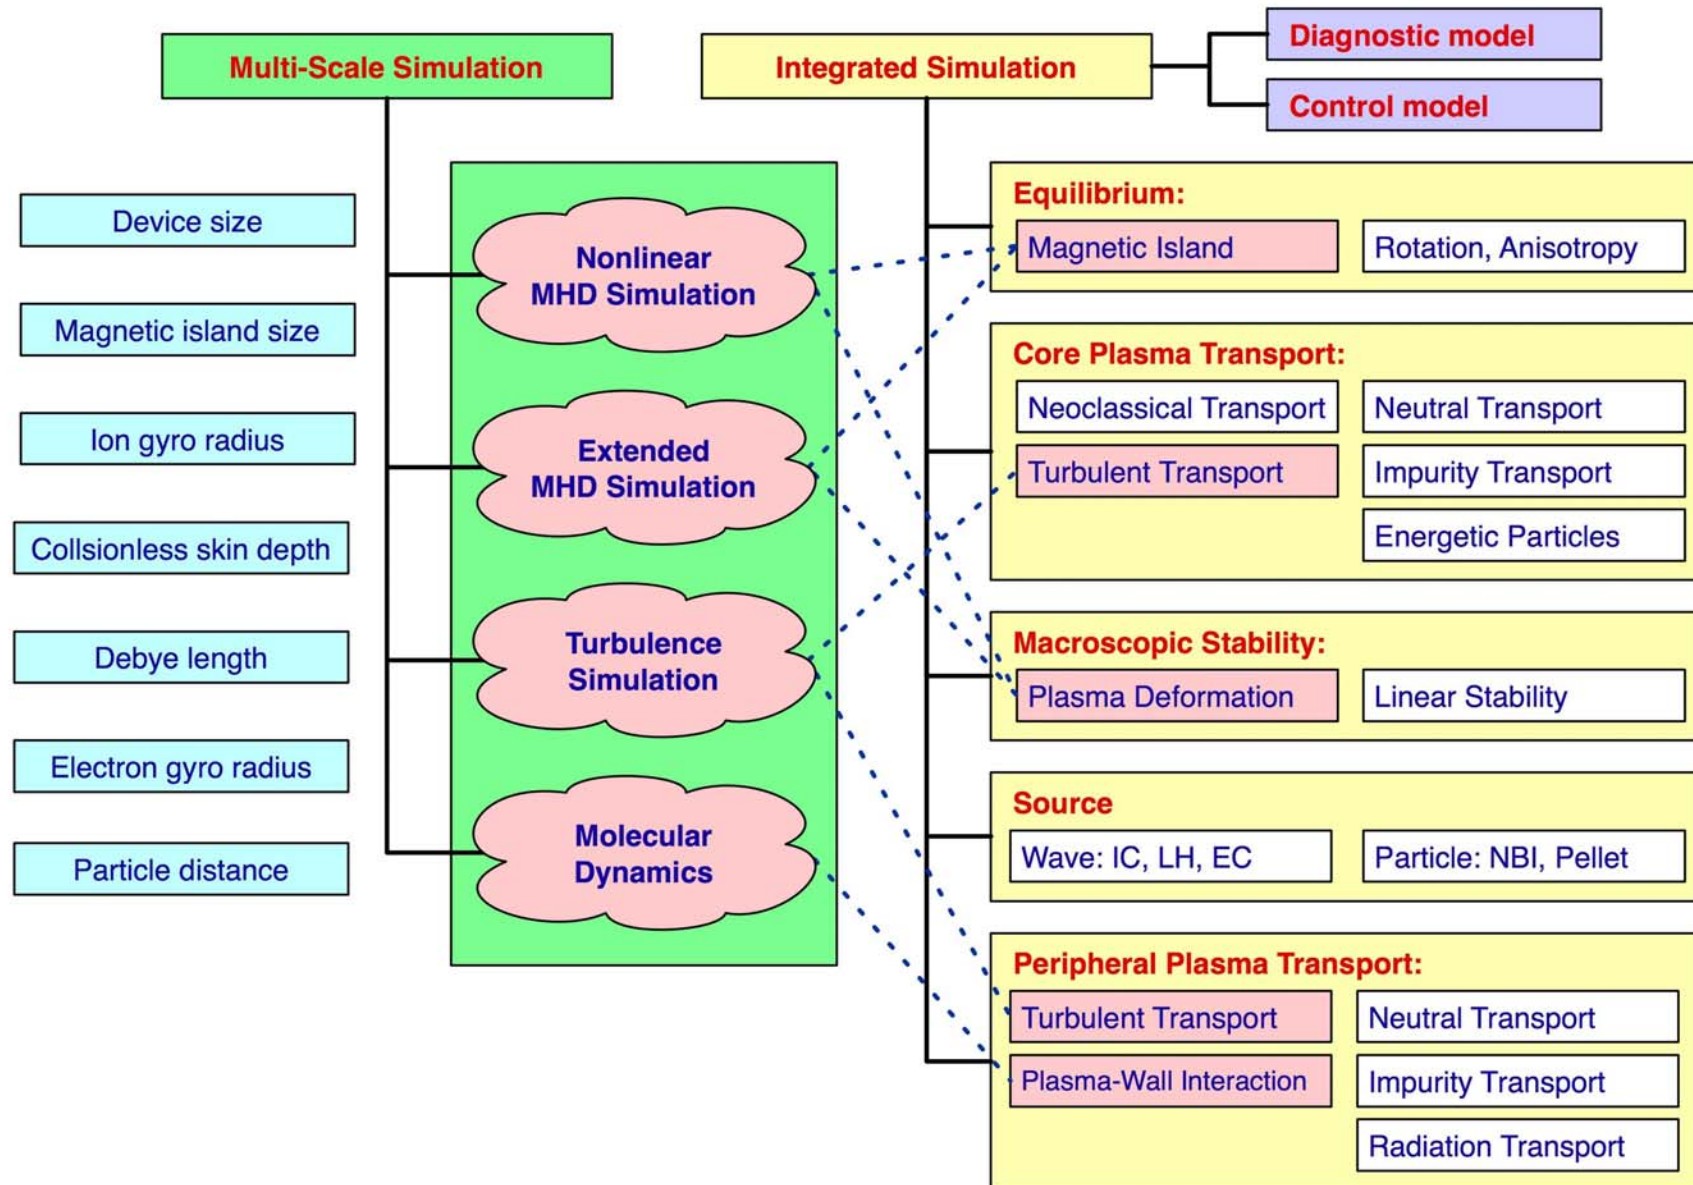 Multi-Scale Simulation
Integrated Simulation
Diagnostic model
Control model
Device size
Magnetic island size
Ion gyro radius
Collsionless skin depth
Debye length
Electron gyro radius
Particle distance
Nonlinear
MHD Simulation
Extended
MHD Simulation
Turbulence
Simulation
Molecular
Dynamics
Equilibrium:
Magnetic Island
Rotation, Anisotropy
Core Plasma Transport:
Neoclassical Transport
Neutral Transport
Turbulent Transport
Impurity Transport
Energetic Particles
Macroscopic Stability:
Plasma Deformation
Linear Stability
Source
Wave: IC, LH, EC
Particle: NBI, Pellet
Peripheral Plasma Transport:
Turbulent Transport
Neutral Transport
Plasma-Wall Interaction
Impurity Transport
Radiation Transport